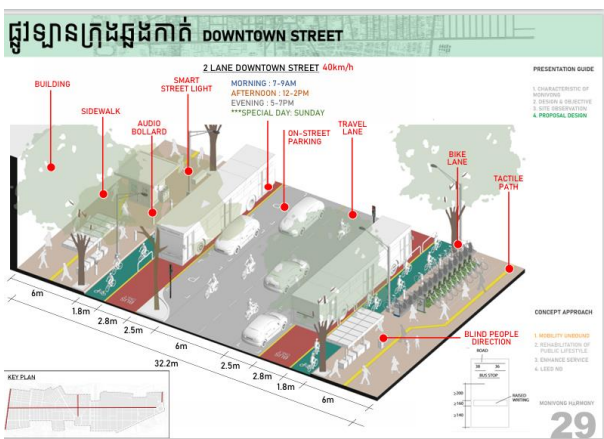 ផ្លូវឡានក្រុងឆ្លងកាត់ DOWNTOWN STREET
2 LANE DOWNTOWN STREET 40km/h
MORNING : 7-9AM
AFTERNOON : 12-2PM
EVENING : 5-7PM
***SPECIAL DAY: SUNDAY
BUILDING
SIDEWALK
AUDIO
BOLLARD
SMART
STREET LIGHT
ON-STREET
PARKING
TRAVEL
LANE
BIKE
LANE
TACTILE
PATH
BLIND PEOPLE
DIRECTION
6m
1.8m
2.8m
2.5m
6m
32.2m
2.5m
2.8m
1.8m
6m
KEY PLAN
ROAD
BUS STOP
RAISED
WRITING
PRESENTATION GUIDE
1. CHARACTERISTIC OF
MONIVONG
2. DESIGN & OBJECTIVE
3. SITE OBSERVATION
4. PROPOSAL DESIGN
CONCEPT APPROACH
1. MOBILITY UNBOUND
2. REHABILITATION OF
PUBLIC LIFESTYLE
3. ENHANCE SERVICE
4. LEED ND
MONIVONG HARMONY
29